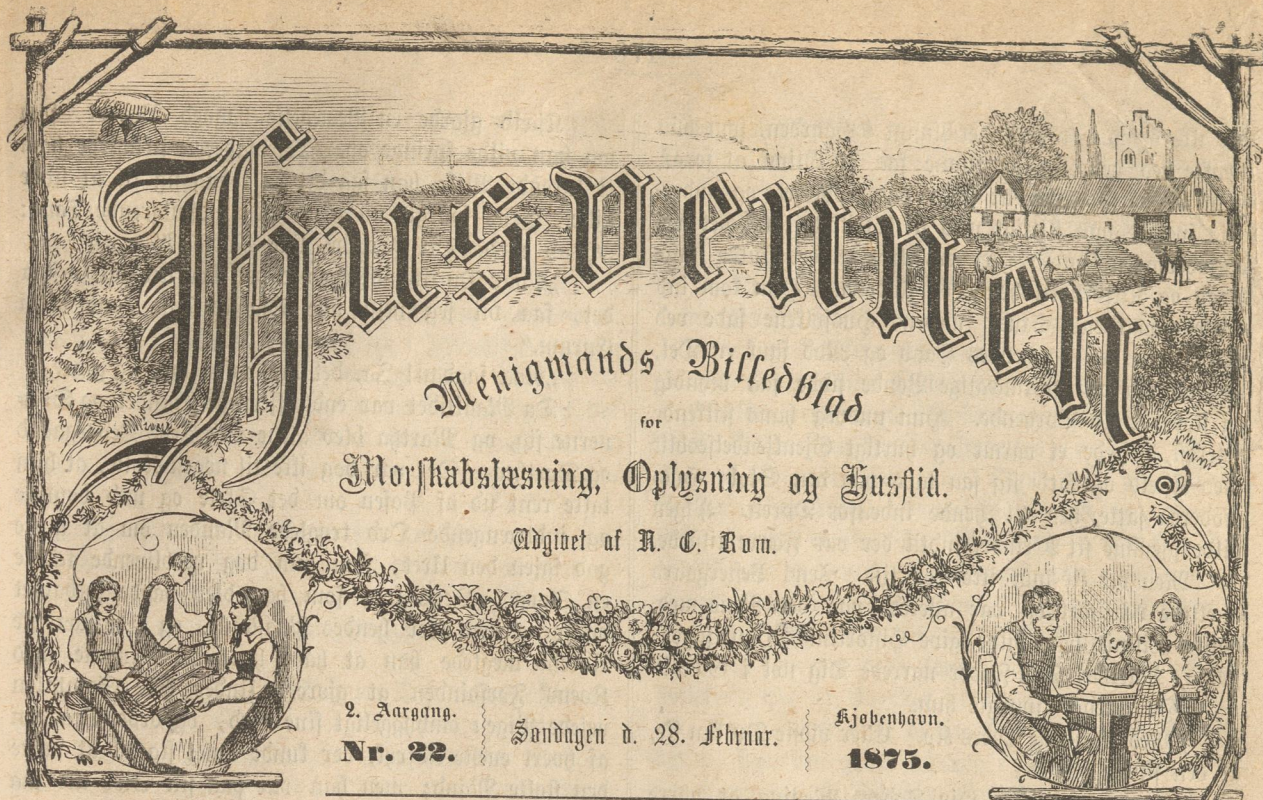 Husvennen
Menigmands Billedblad
for
Morskabslæsning, Oplysning og Husflid.
Udgivet af N. C. Rom.
2. Aargang.
Nr. 22.
Søndagen d. 28. Februar.
Kjøbenhavn.
1875.